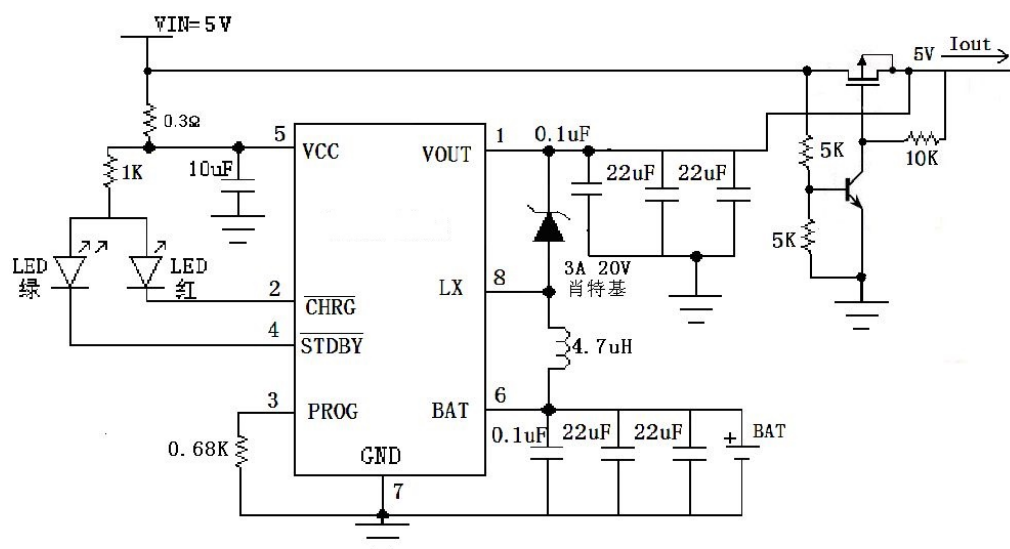 VIN=5V
5V
Iout
0.3Ω
5
VCC
1K
10uF
VOUT
1
0.1uF
22uF
22uF
5K
10K
5K
LED
绿
LED
红
2
CHRG
LX
8
3A 20V
肖特基
4
STDBY
4.7uH
3
PROG
BAT
6
0.68K
GND
7
0.1uF
22uF
22uF
+
BAT